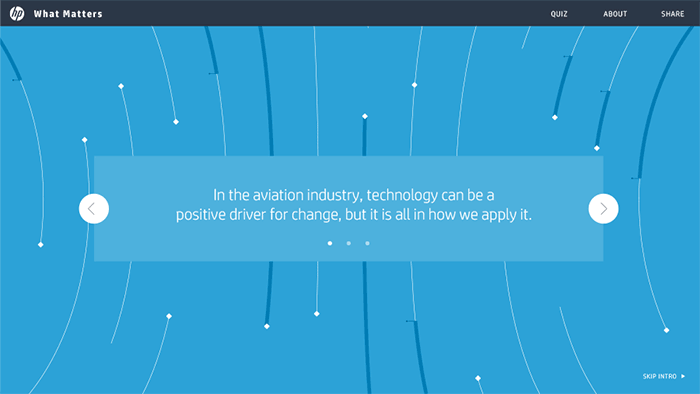 hp What Matters
QUIZ ABOUT SHARE
In the aviation industry, technology can be a
positive driver for change, but it is all in how we apply it.
SKIP INTRO